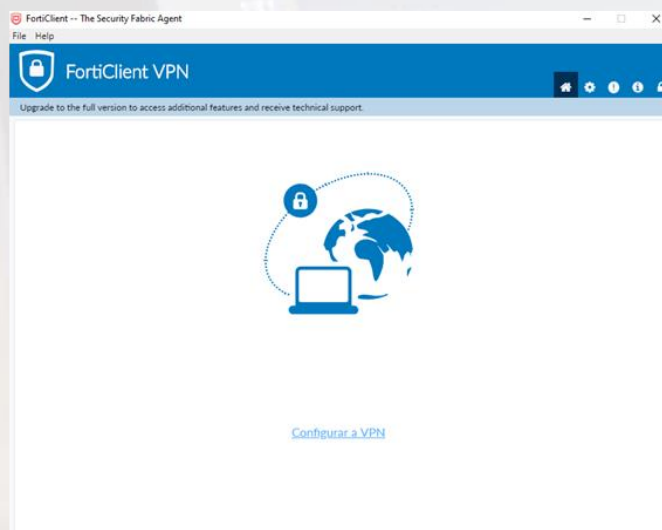 FortiClient -- The Security Fabric Agent
File Help
FortiClient VPN
Upgrade to the full version to access additional features and receive technical support.
Configurar a VPN